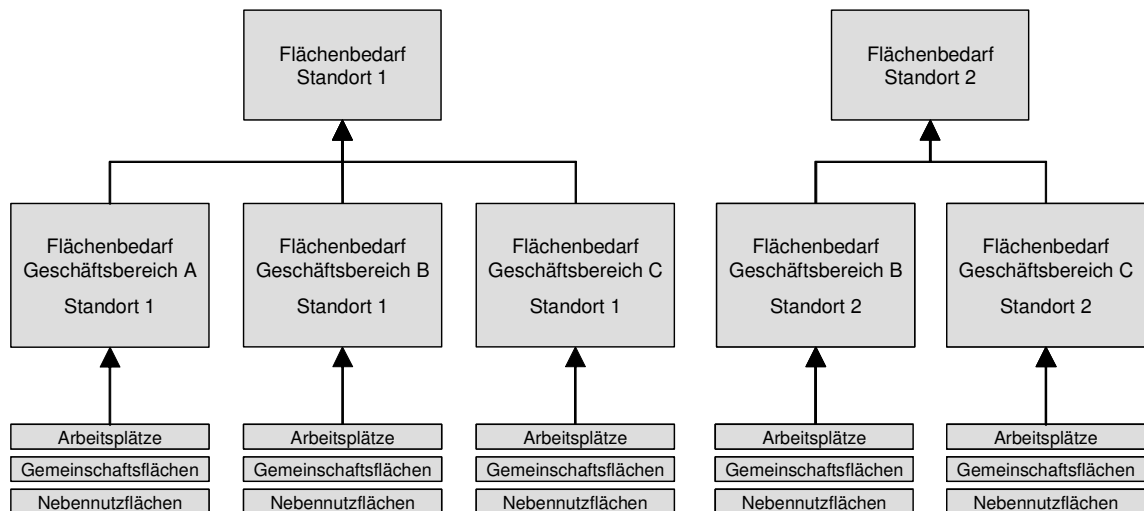 Flächenbedarf
Standort 1
Flächenbedarf
Standort 2
Flächenbedarf
Geschäftsbereich A
Standort 1
Flächenbedarf
Geschäftsbereich B
Standort 1
Flächenbedarf
Geschäftsbereich C
Standort 1
Flächenbedarf
Geschäftsbereich B
Standort 2
Flächenbedarf
Geschäftsbereich C
Standort 2
Arbeitsplätze
Gemeinschaftsflächen
Nebennutzflächen
Arbeitsplätze
Gemeinschaftsflächen
Nebennutzflächen
Arbeitsplätze
Gemeinschaftsflächen
Nebennutzflächen
Arbeitsplätze
Gemeinschaftsflächen
Nebennutzflächen
Arbeitsplätze
Gemeinschaftsflächen
Nebennutzflächen